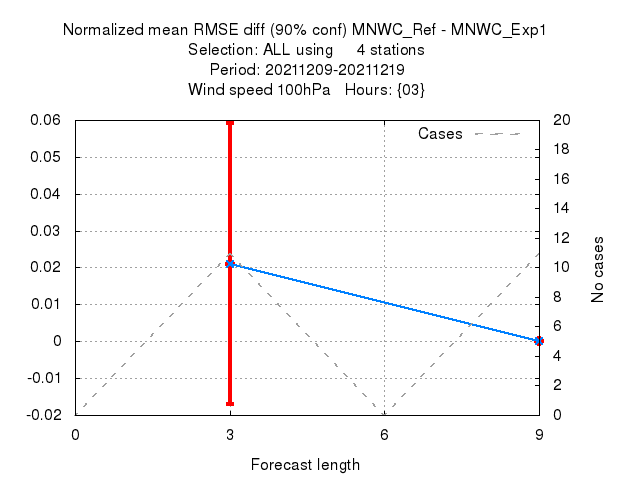 Normalized mean RMSE diff (90% conf) MNWC_Ref - MNWC_Exp1
Selection: ALL using 4 stations
Period: 20211209-20211219
Wind speed 100hPa Hours: {03}
Cases
0.06
0.05
0.04
0.03
0.02
0.01
0
-0.01
-0.02
20
18
16
14
12
10
8
6
4
2
0
No cases
0 3 6 9
Forecast length